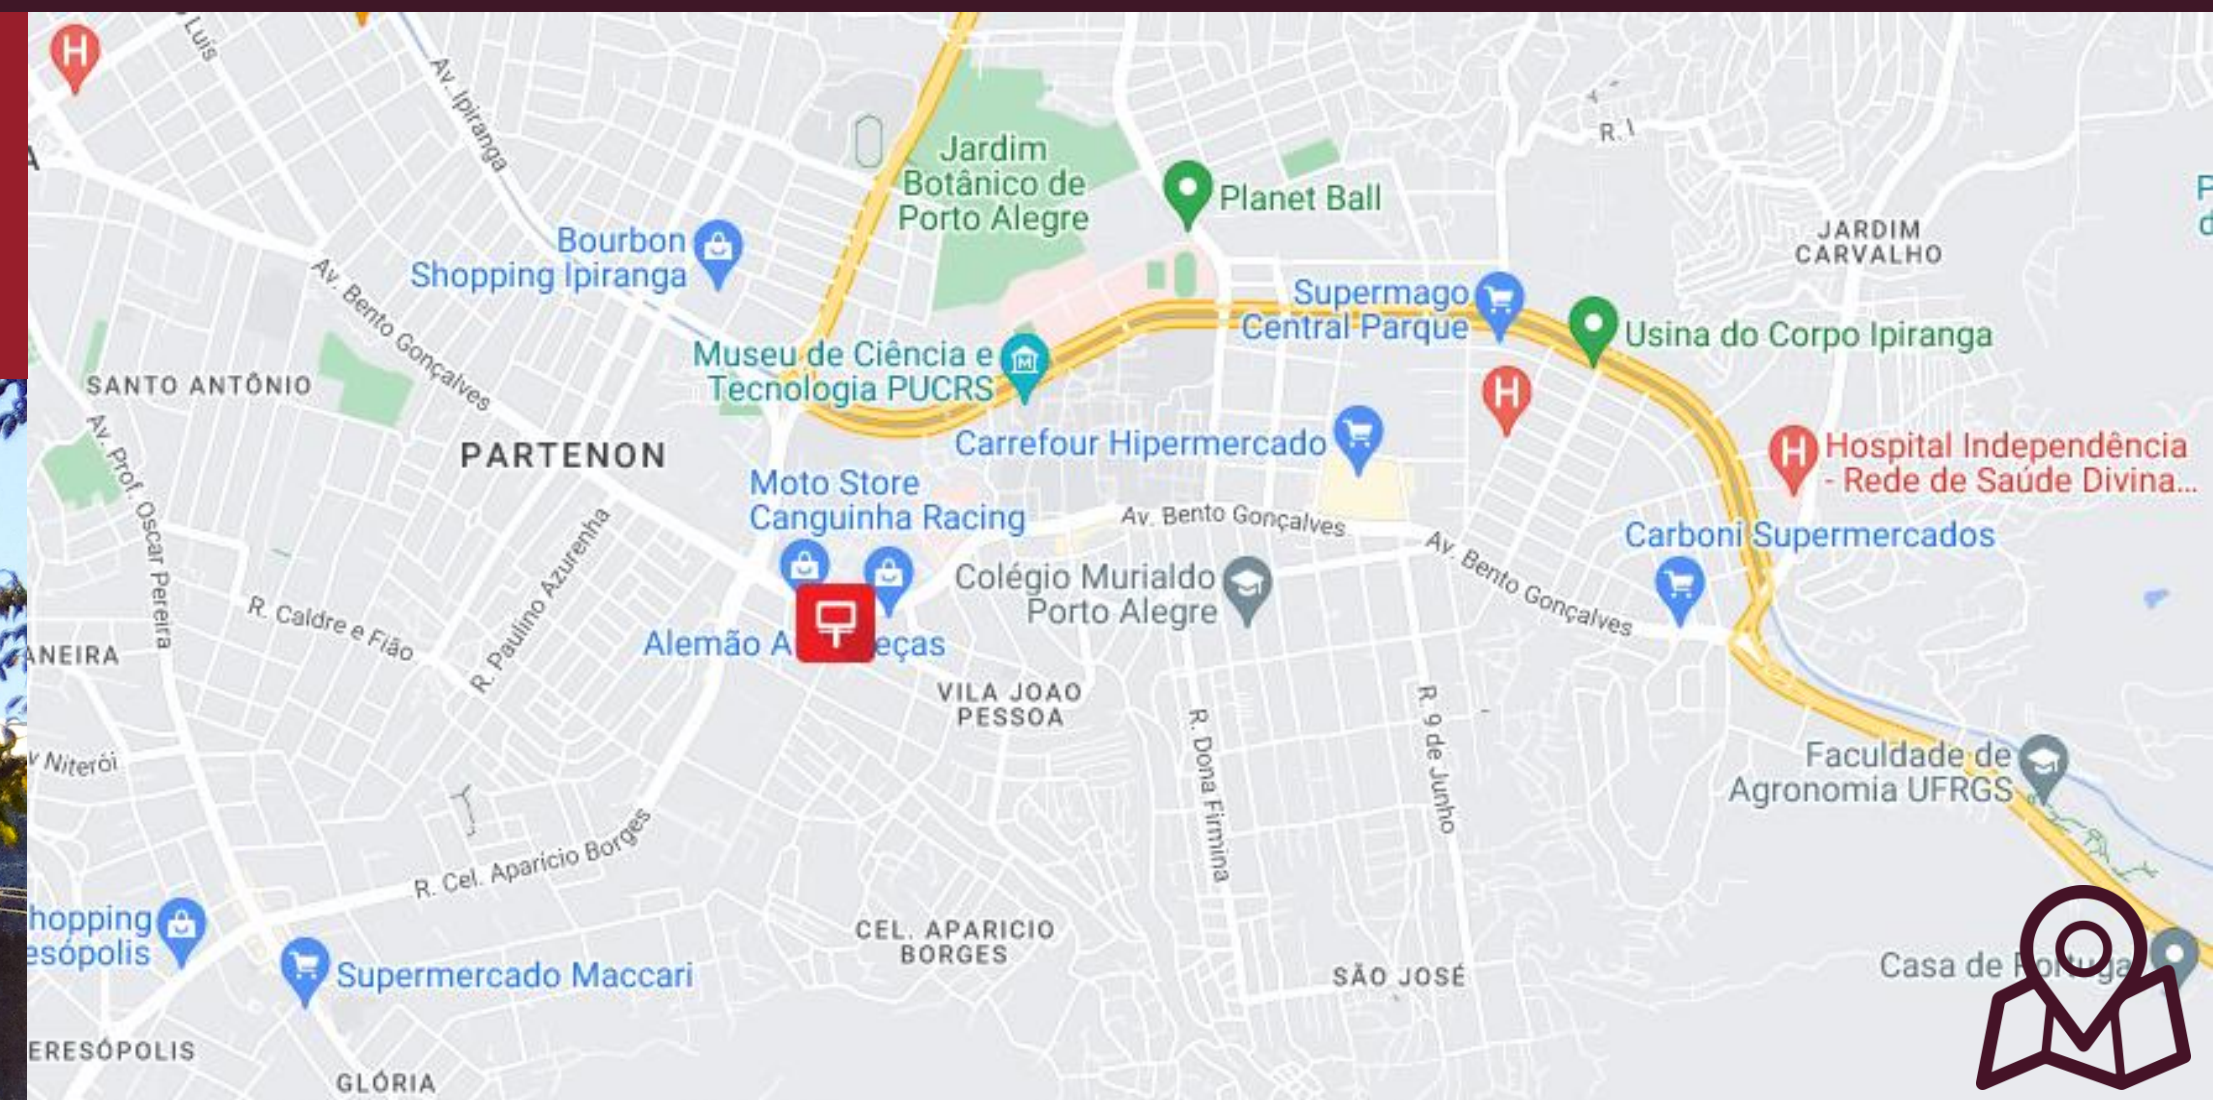 H
Luís
Av. Ipiranga
Jardim
Botânico de
Porto Alegre
Planet Ball
R. 1
JARDIM
CARVALHO
Bourbon
Shopping Ipiranga
Av. Bento Gonçalves
Supermago
Central Parque
Usina do Corpo Ipiranga
Museu de Ciência e
Tecnologia PUCRS
M
SANTO ANTÔNIO
H
Av. Prof. Oscar Pereira
PARTENON
Carrefour Hipermercado
H
Hospital Independência
- Rede de Saúde Divina...
Moto Store
Canguinha Racing
Av. Bento Gonçalves
Av. Bento Gonçalves
Carboni Supermercados
R. Paulino Azurenha
Colégio Murialdo
Porto Alegre
R. Caldre e Fião
Alemão A eças
ANEIRA
VILA JOAO
PESSOA
R. Dona Firmina
R. 9 de Junho
v Niterói
Faculdade de
Agronomia UFRGS
R. Cel. Aparício Borges
hopping
esópolis
CEL. APARICIO
BORGES
Supermercado Maccari
SÃO JOSÉ
Casa de Portuga
ERESÓPOLIS
GLÓRIA